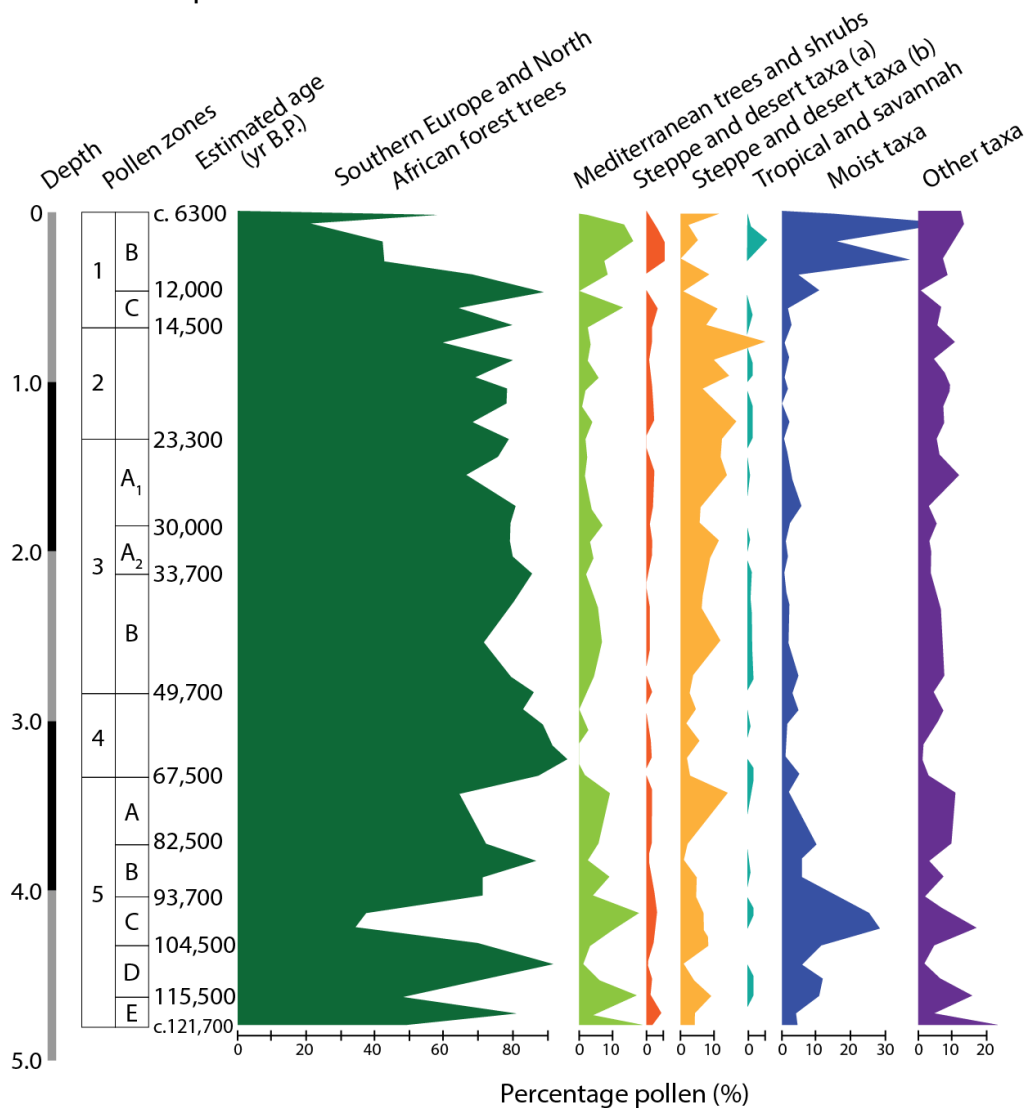 Depth
Pollen zones
Estimated age
(yr B.P.)
Southern Europe and North
African forest trees
Mediterranean trees and shrubs
Steppe and desert taxa (a)
Steppe and desert taxa (b)
Tropical and savannah
Moist taxa
Other taxa
0
c. 6300
B
1
12,000
C
14,500
1.0
2
23,300
A1
30,000
2.0
A2
3
33,700
B
49,700
3.0
4
67,500
A
82,500
B
4.0
5
93,700
C
104,500
D
115,500
E
c.121,700
5.0
0 20 40 60 80 0 10 0 5 0 10 0 5 0 10 20 30 0 10 20
Percentage pollen (%)